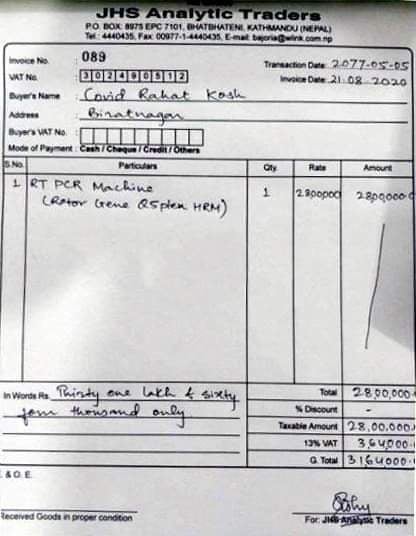 JHS Analytic Traders
P.O. BOX: 8975 EPC 7101, BHATBHATENI, KATHMANDU (NEPAL)
Tel: 4440435, Fax: 00977-1-4440435, E-mail: bajoria@wlink.com.np
Invoice No. : 089 Transaction Date: 2077-05-05
VAT No. : 302490512 Invoice Date: 21.08.2020
Buyer's Name : Covid Rahat Kosh
Address : Biratnagar
Buyer's VAT No. :
Mode of Payment : Cash / Cheque / Credit / Others
S.No. Particulars Qty. Rate Amount
1 RT PCR Machine 1 2800000 2800000.
(Rotor Gene Q5plex HRM)
In Words Rs. Thirty one lakh & sixty Total 28,00,000.
four thousand only % Discount -
Taxable Amount 28,00,000.
13% VAT 3,64,000.
G. Total 3164000.
E. & O.E.
Received Goods in proper condition For: JHS Analytic Traders